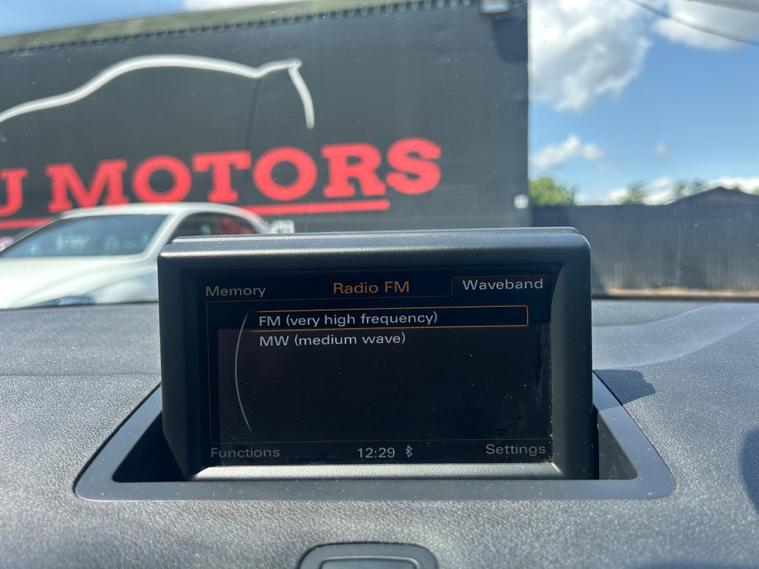 U MOTORS
Memory
Radio FM
Waveband
FM (very high frequency)
MW (medium wave)
Functions
12:29
Settings